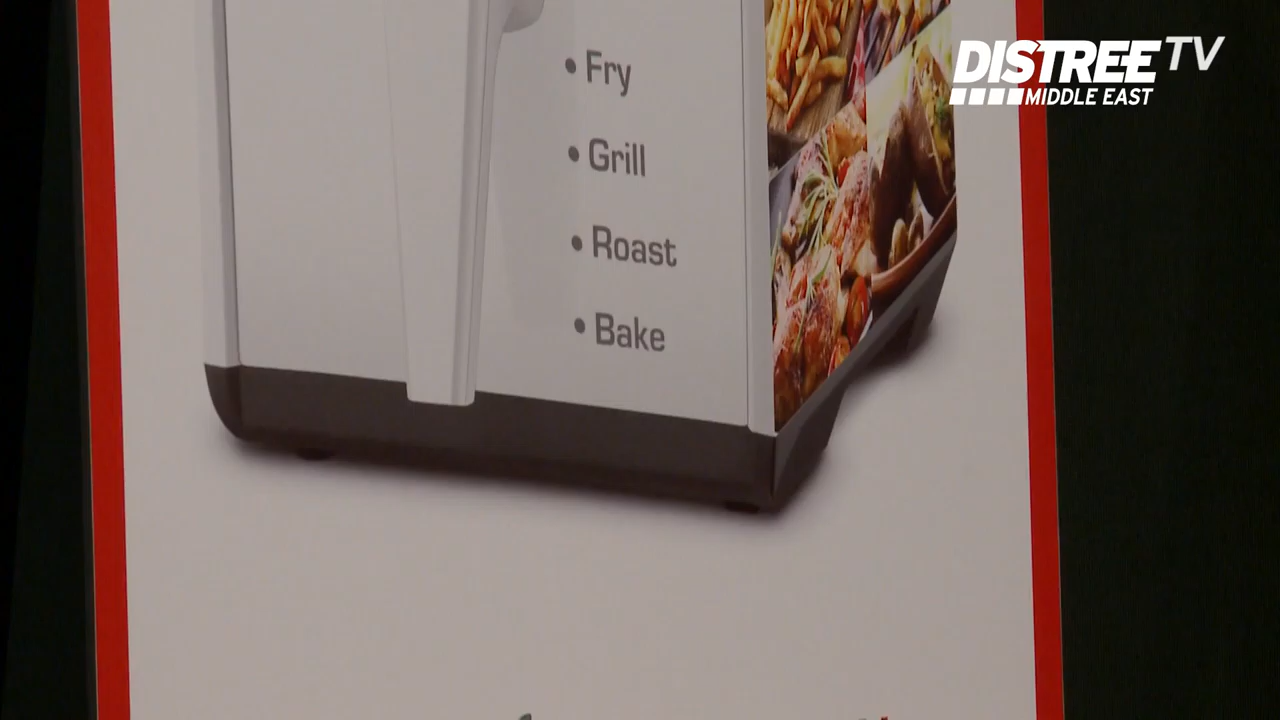 DISTREE TV
MIDDLE EAST
• Fry
• Grill
• Roast
• Bake